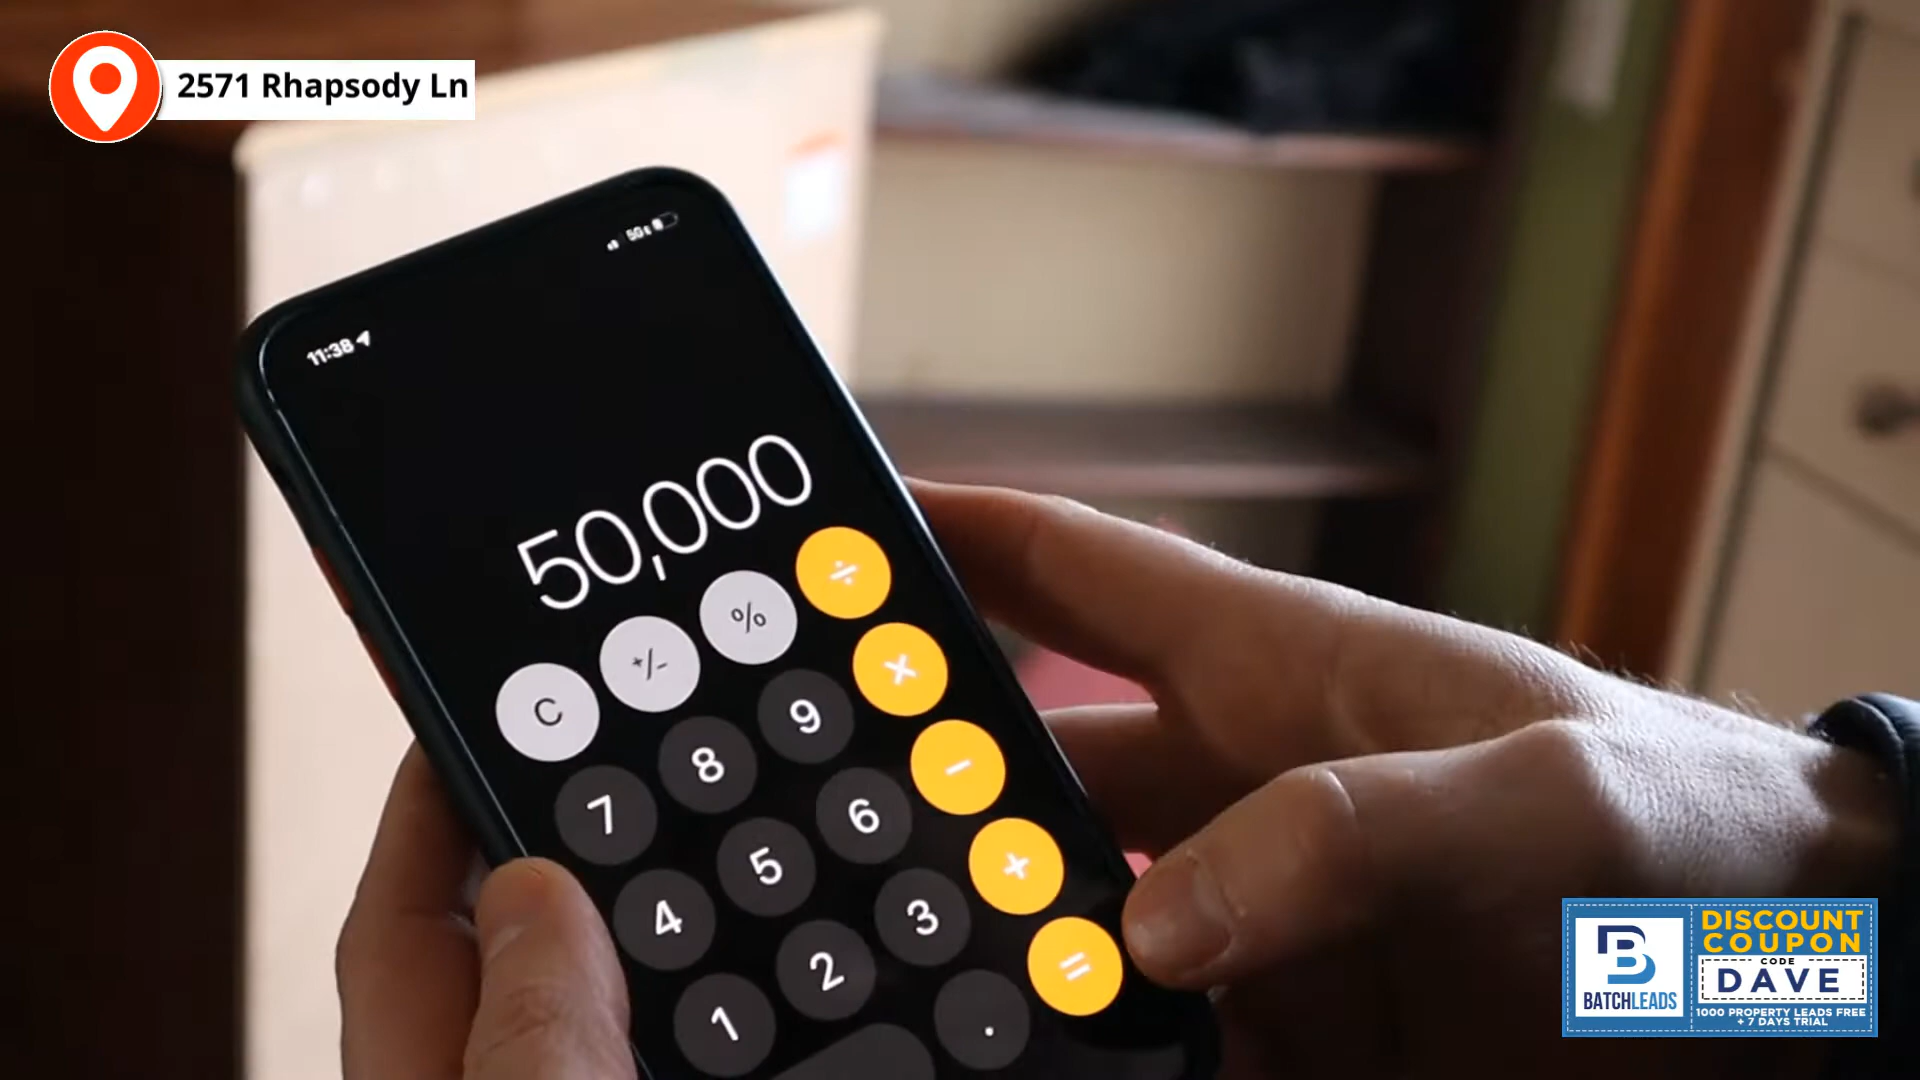 2571 Rhapsody Ln
5G
11:38
50,000
C +/- % ÷
7 8 9 ×
4 5 6 −
1 2 3 +
. =
BATCHLEADS
DISCOUNT
COUPON
CODE
DAVE
1000 PROPERTY LEADS FREE
+ 7 DAYS TRIAL